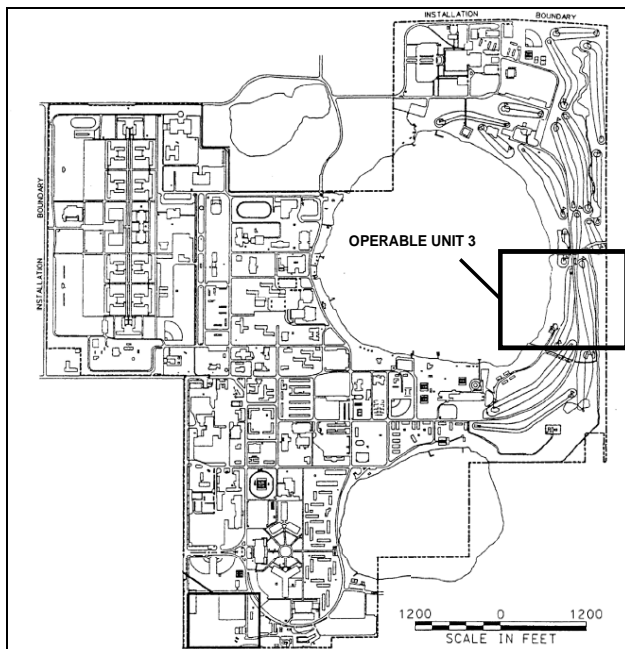 INSTALLATION BOUNDARY
INSTALLATION BOUNDARY
OPERABLE UNIT 3
1200 0 1200
SCALE IN FEET